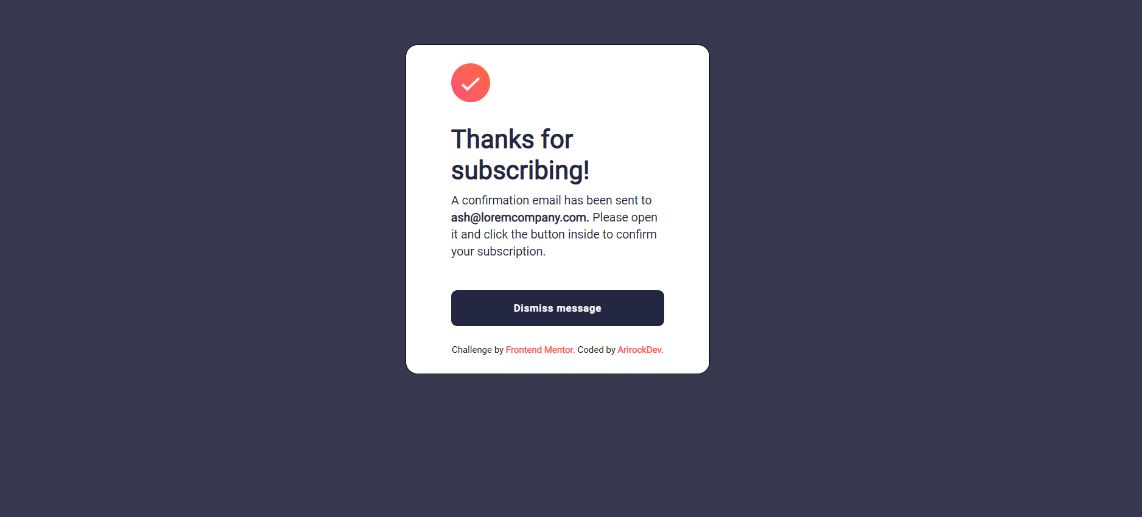 Thanks for
subscribing!
A confirmation email has been sent to
ash@loremcompany.com. Please open
it and click the button inside to confirm
your subscription.
Dismiss message
Challenge by Frontend Mentor. Coded by ArirockDev.